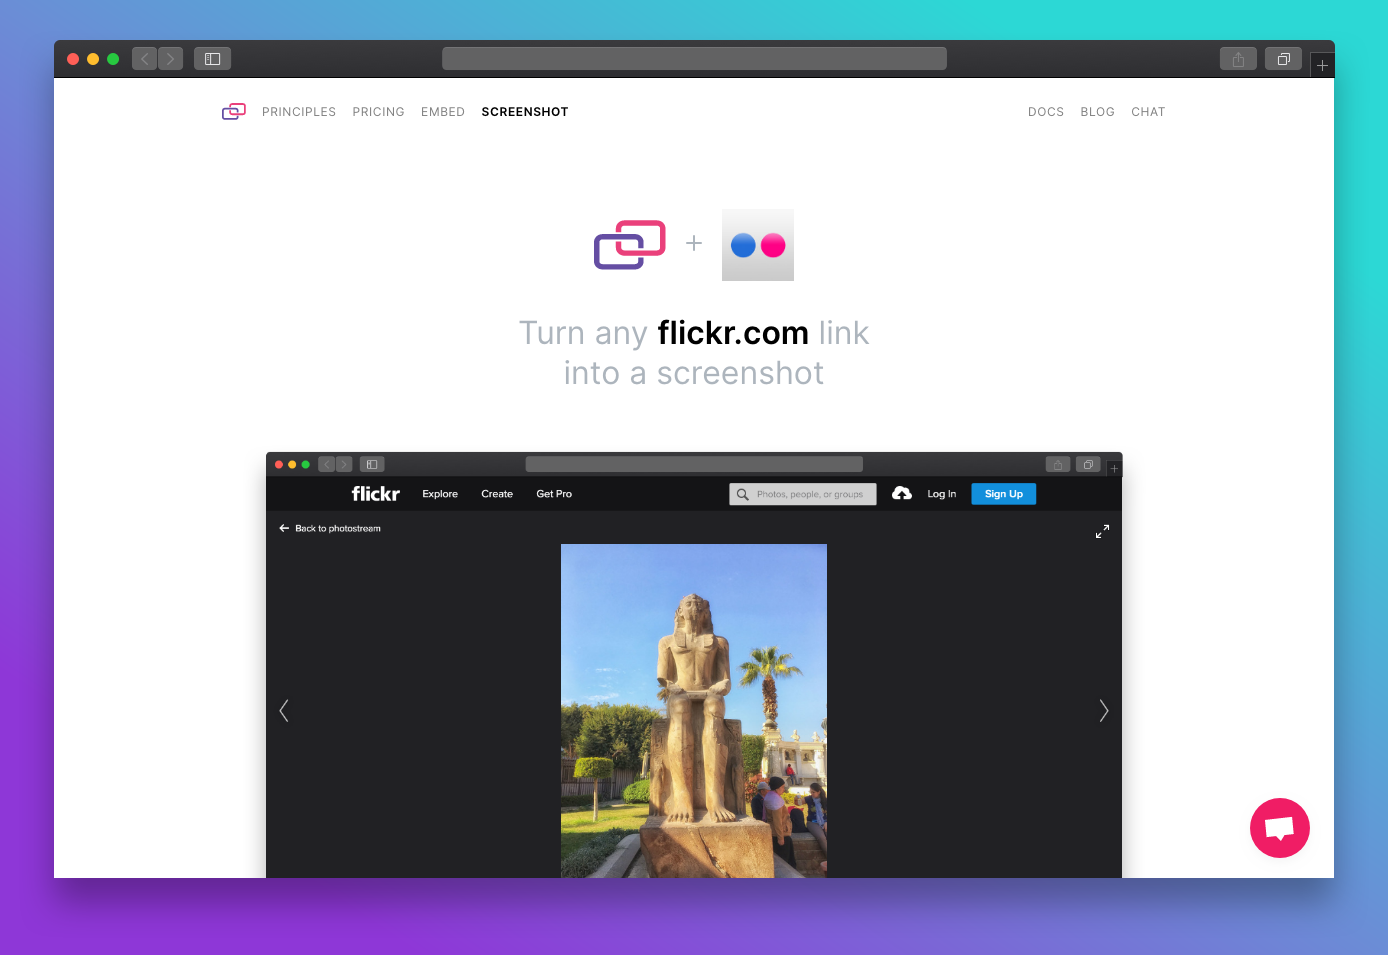 PRINCIPLES PRICING EMBED SCREENSHOT DOCS BLOG CHAT
Turn any flickr.com link
into a screenshot
flickr Explore Create Get Pro Photos, people, or groups Log In Sign Up
Back to photostream